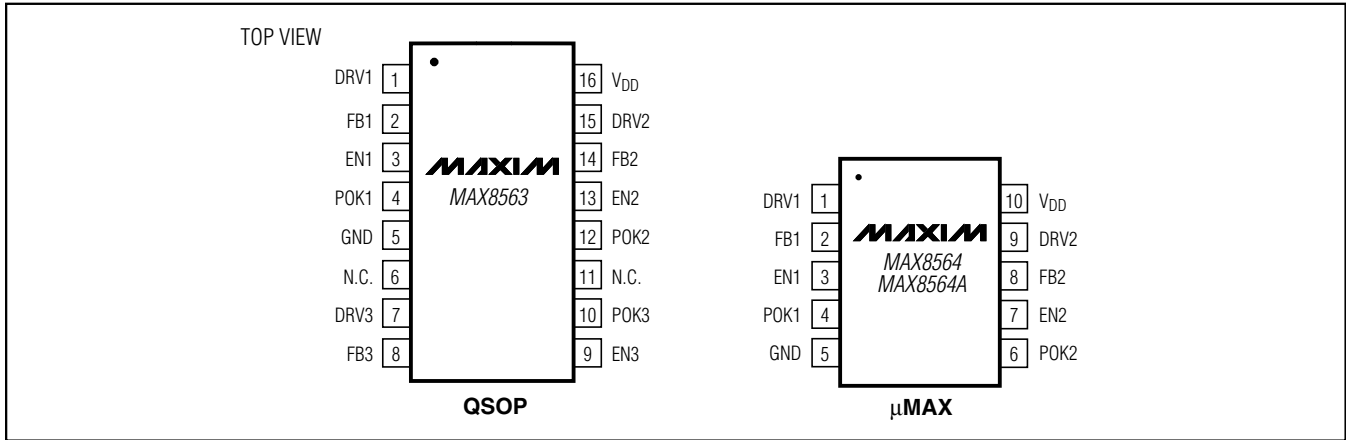 TOP VIEW
DRV1 1
FB1 2
EN1 3
POK1 4
GND 5
N.C. 6
DRV3 7
FB3 8
MAXIM
MAX8563
16 VDD
15 DRV2
14 FB2
13 EN2
12 POK2
11 N.C.
10 POK3
9 EN3
QSOP
DRV1 1
FB1 2
EN1 3
POK1 4
GND 5
MAXIM
MAX8564
MAX8564A
10 VDD
9 DRV2
8 FB2
7 EN2
6 POK2
µMAX